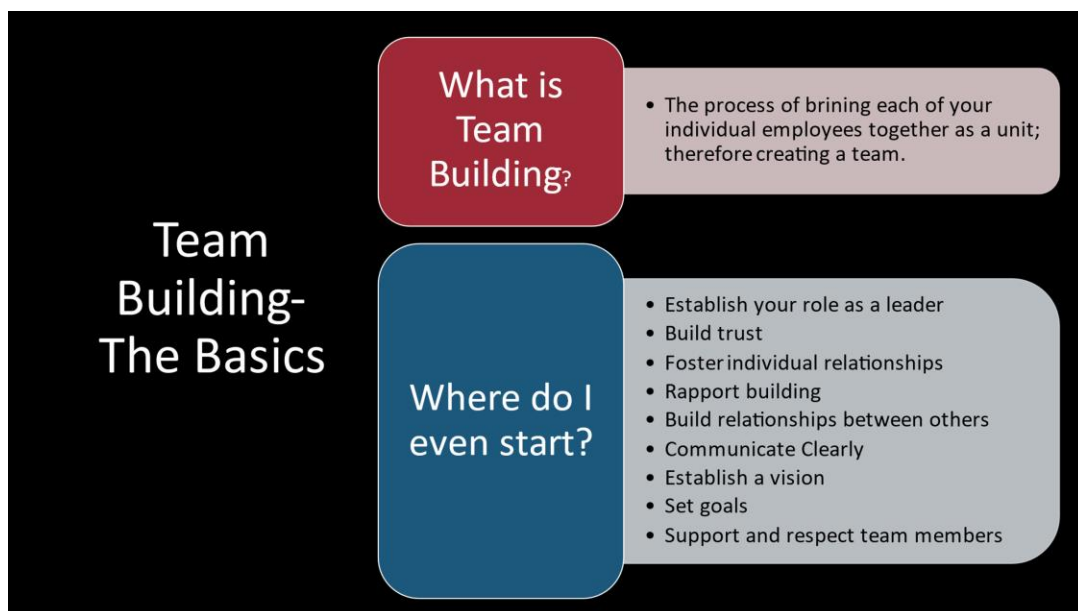 Team
Building-
The Basics
What is
Team
Building?
• The process of brining each of your
individual employees together as a unit;
therefore creating a team.
Where do I
even start?
• Establish your role as a leader
• Build trust
• Foster individual relationships
• Rapport building
• Build relationships between others
• Communicate Clearly
• Establish a vision
• Set goals
• Support and respect team members